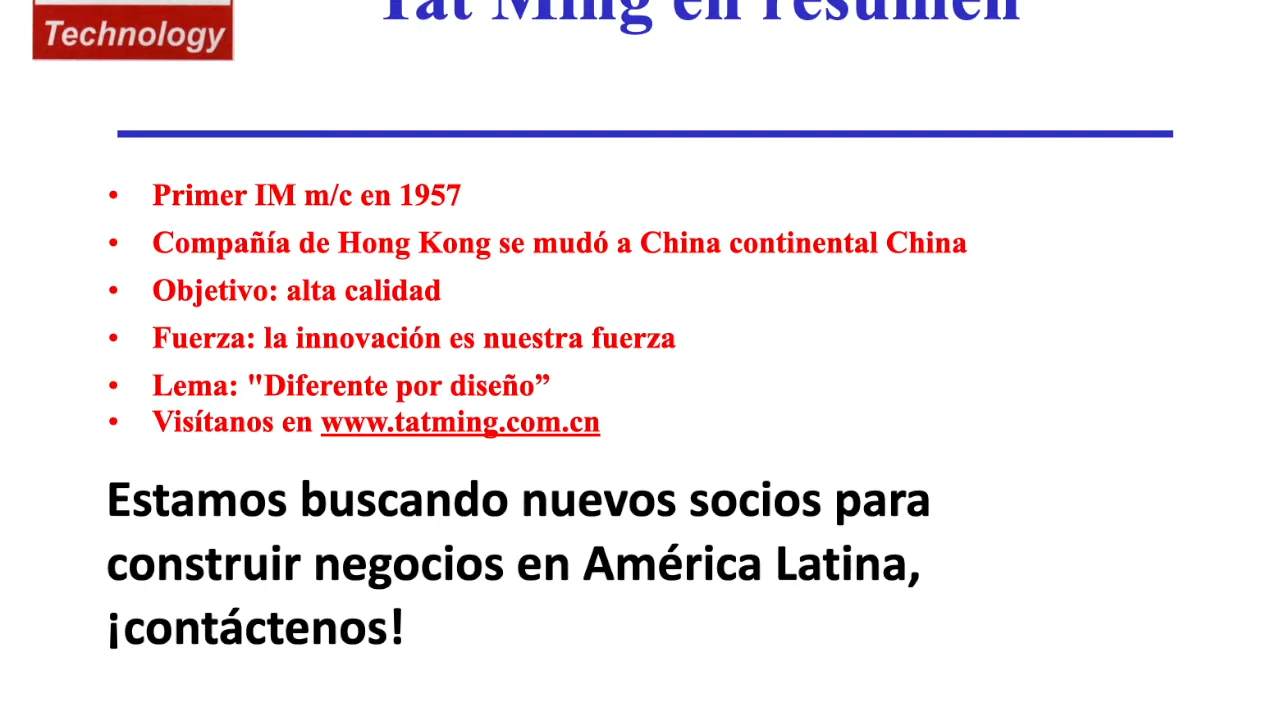 Technology
Tat Ming en resumen
• Primer IM m/c en 1957
• Compañía de Hong Kong se mudó a China continental China
• Objetivo: alta calidad
• Fuerza: la innovación es nuestra fuerza
• Lema: "Diferente por diseño”
• Visítanos en www.tatming.com.cn
Estamos buscando nuevos socios para
construir negocios en América Latina,
¡contáctenos!